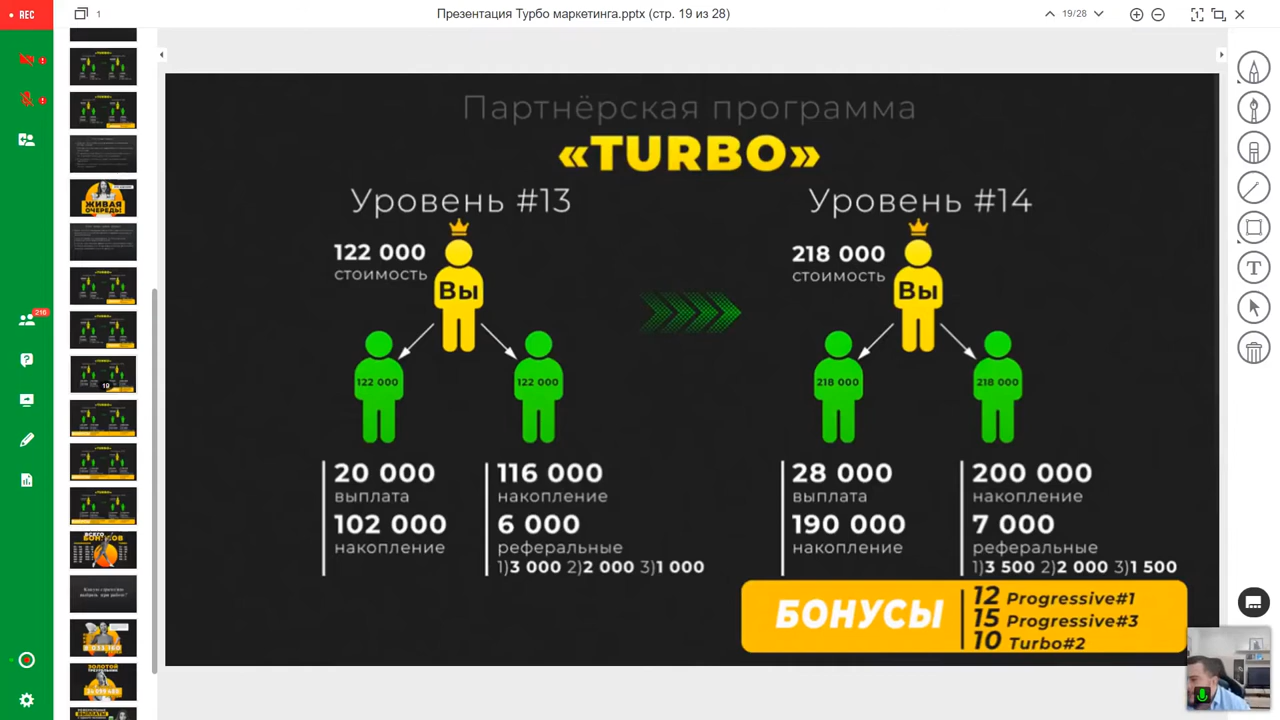 REC
1
Презентация Турбо маркетинга.pptx (стр. 19 из 28)
19/28
Партнёрская программа
«TURBO»
Уровень #13
Уровень #14
122 000
стоимость
Вы
218 000
стоимость
Вы
122 000
122 000
218 000
218 000
20 000
выплата
102 000
накопление
116 000
накопление
6 000
реферальные
1)3 000 2)2 000 3)1 000
28 000
выплата
190 000
накопление
200 000
накопление
7 000
реферальные
1)3 500 2)2 000 3)1 500
БОНУСЫ
12 Progressive#1
15 Progressive#3
10 Turbo#2
ЖИВАЯ
ОЧЕРЕДЬ!
19